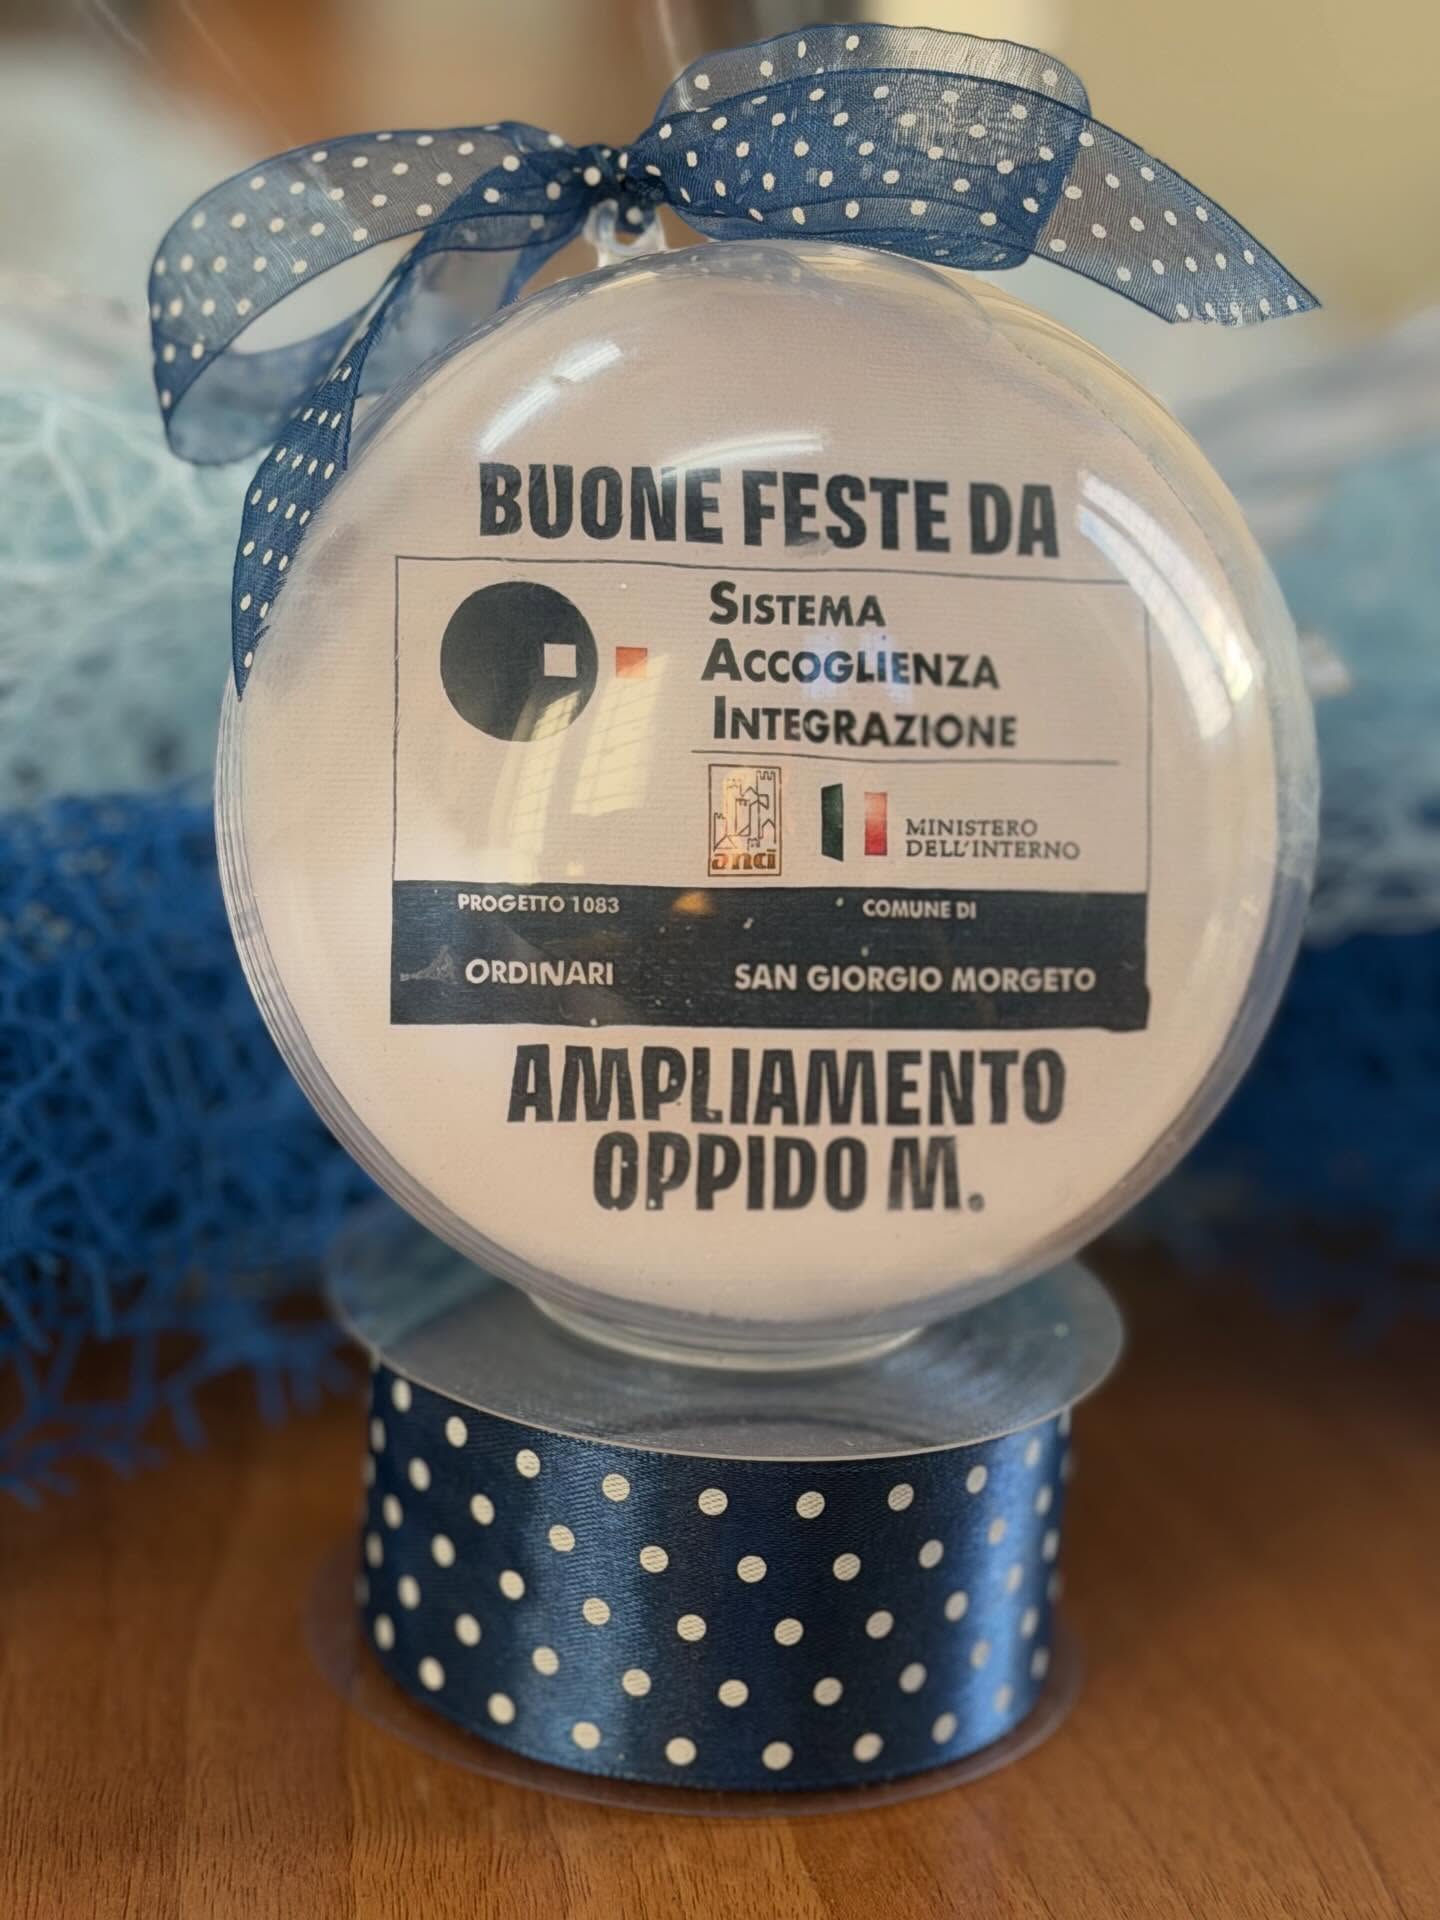 BUONE FESTE DA
SISTEMA
ACCOGLIENZA
INTEGRAZIONE
anci
MINISTERO
DELL'INTERNO
PROGETTO 1083
ORDINARI
COMUNE DI
SAN GIORGIO MORGETO
AMPLIAMENTO
OPPIDO M.